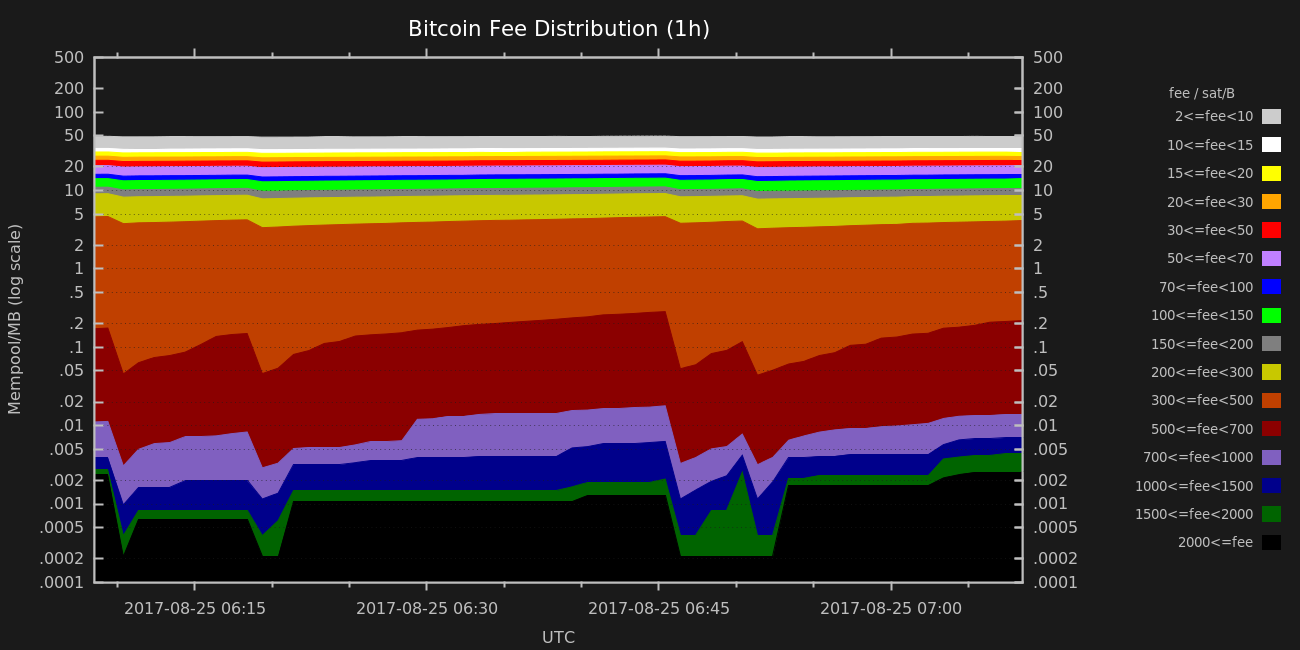 Bitcoin Fee Distribution (1h)
500 500
200 200
100 100
50 50
20 20
10 10
5 5
2 2
1 1
.5 .5
.2 .2
.1 .1
.05 .05
.02 .02
.01 .01
.005 .005
.002 .002
.001 .001
.0005 .0005
.0002 .0002
.0001 .0001
Mempool/MB (log scale)
2017-08-25 06:15 2017-08-25 06:30 2017-08-25 06:45 2017-08-25 07:00
UTC
fee / sat/B
2<=fee<10
10<=fee<15
15<=fee<20
20<=fee<30
30<=fee<50
50<=fee<70
70<=fee<100
100<=fee<150
150<=fee<200
200<=fee<300
300<=fee<500
500<=fee<700
700<=fee<1000
1000<=fee<1500
1500<=fee<2000
2000<=fee